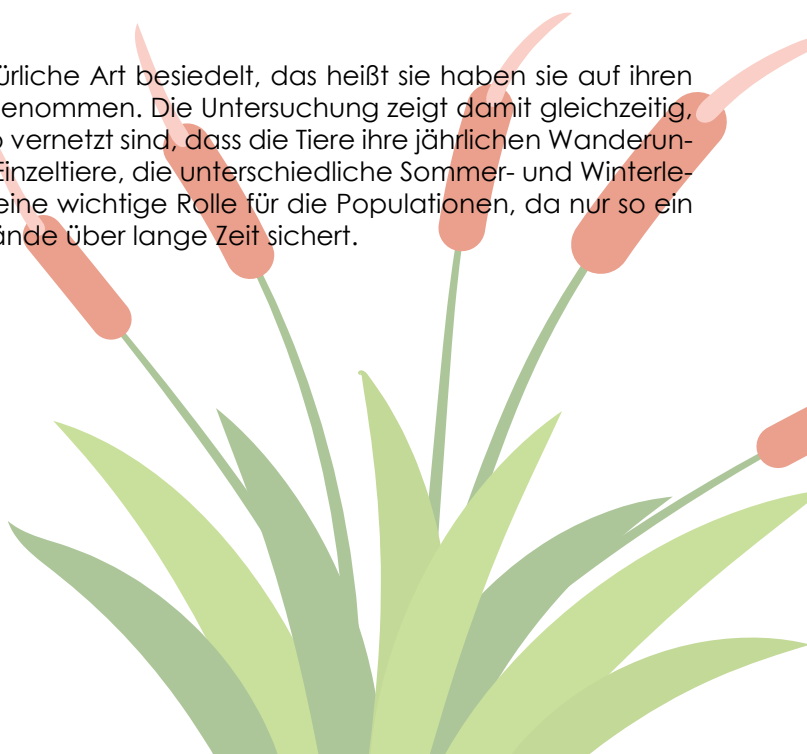 ürliche Art besiedelt, das heißt sie haben sie auf ihren
enommen. Die Untersuchung zeigt damit gleichzeitig,
vernetzt sind, dass die Tiere ihre jährlichen Wanderun-
Einzeltiere, die unterschiedliche Sommer- und Winterle-
eine wichtige Rolle für die Populationen, da nur so ein
ände über lange Zeit sichert.